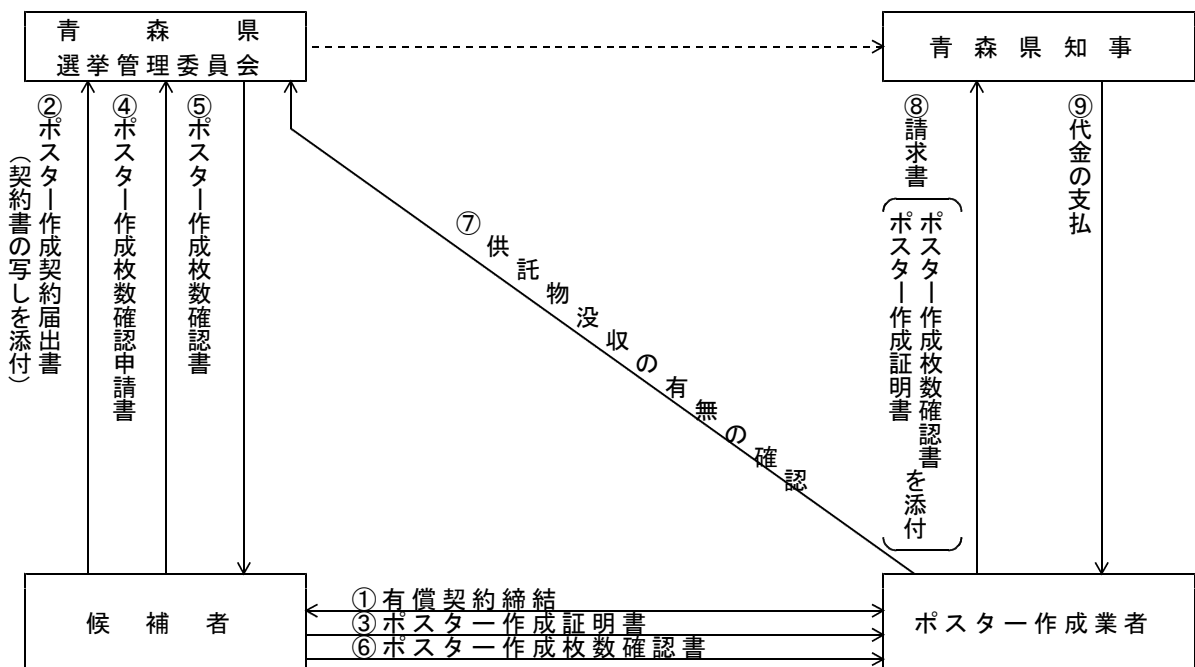 青森県
選挙管理委員会
青森県知事
②ポスター作成契約届出書
（契約書の写しを添付）
④ポスター作成枚数確認申請書
⑤ポスター作成枚数確認書
⑦供託物没収の有無の確認
⑧請求書
ポスター作成枚数確認書
ポスター作成証明書
を添付
⑨代金の支払
候補者
①有償契約締結
③ポスター作成証明書
⑥ポスター作成枚数確認書
ポスター作成業者